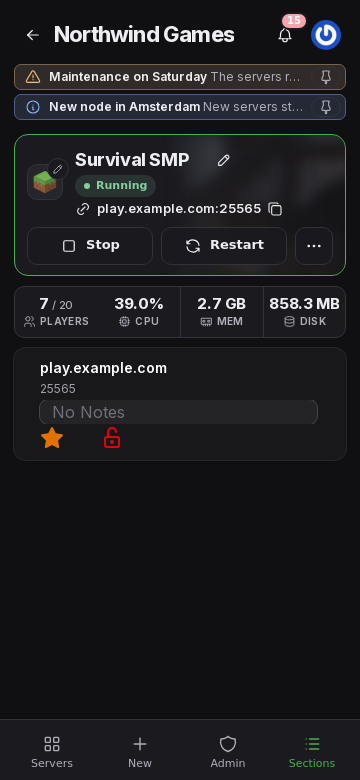 Northwind Games
15
Maintenance on Saturday The servers r...
New node in Amsterdam New servers st...
Survival SMP
Running
play.example.com:25565
Stop
Restart
7 / 20
PLAYERS
39.0%
CPU
2.7 GB
MEM
858.3 MB
DISK
play.example.com
25565
No Notes
Servers
New
Admin
Sections